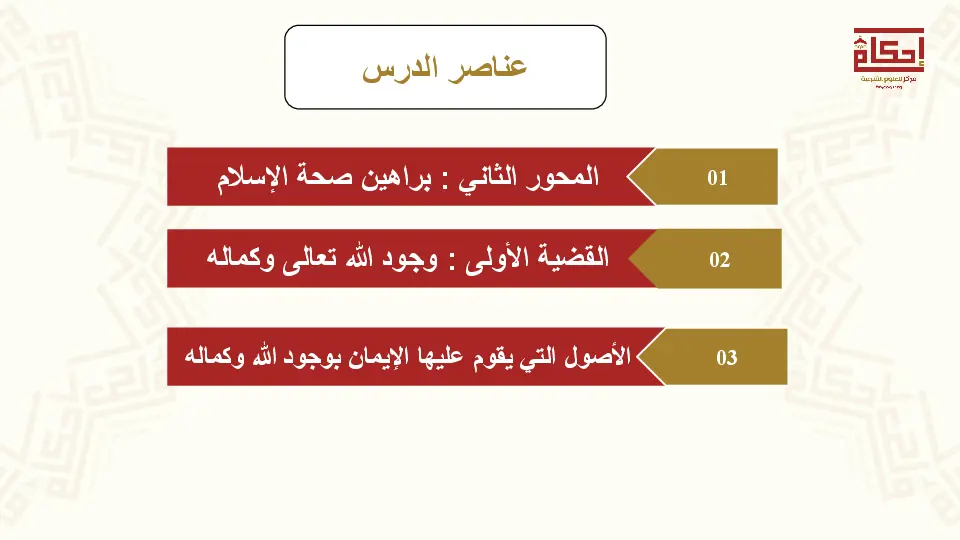 عناصر الدرس
إحكام
مركز للعلوم الشرعية
01
المحور الثاني : براهين صحة الإسلام
02
القضية الأولى : وجود الله تعالى وكماله
03
الأصول التي يقوم عليها الإيمان بوجود الله وكماله